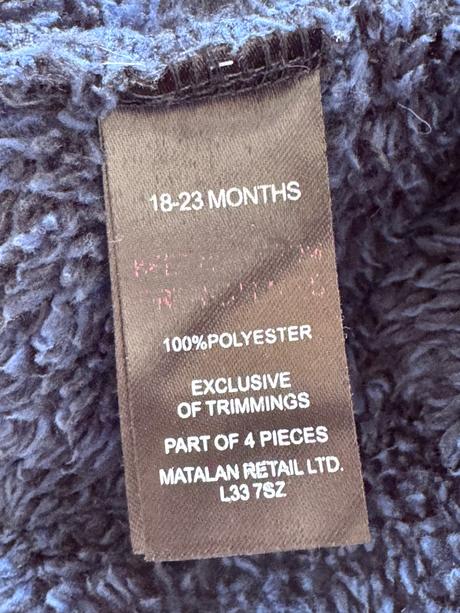 18-23 MONTHS
100%POLYESTER
EXCLUSIVE
OF TRIMMINGS
PART OF 4 PIECES
MATALAN RETAIL LTD.
L33 7SZ